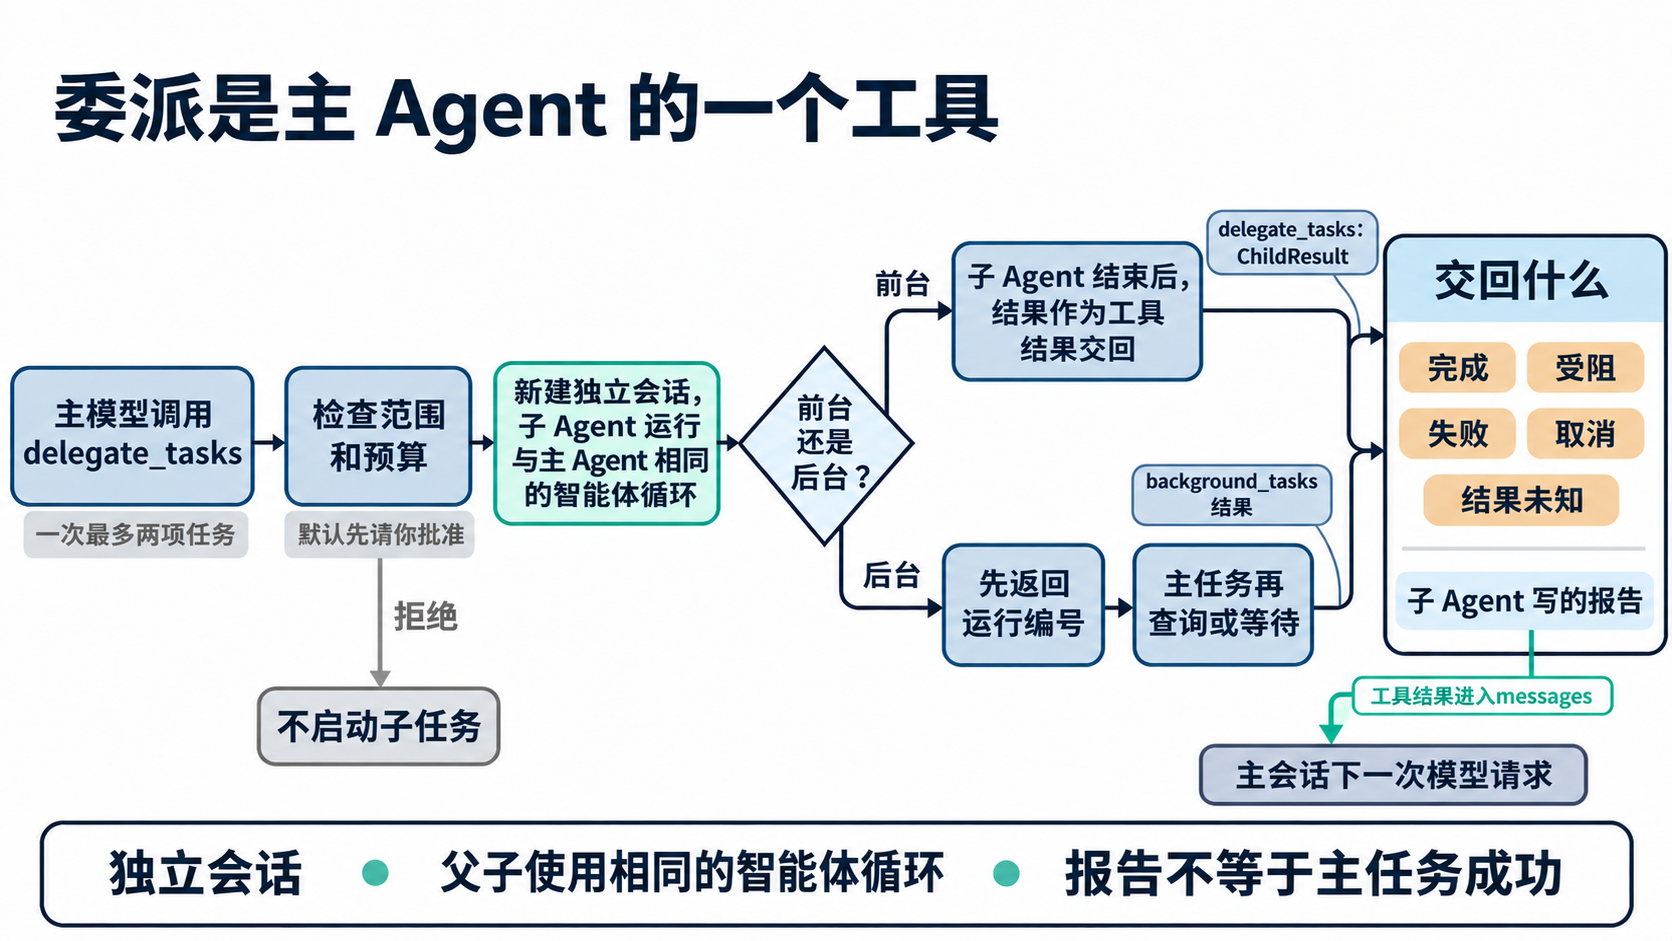 委派是主 Agent 的一个工具
主模型调用
delegate_tasks
一次最多两项任务
检查范围
和预算
默认先请你批准
拒绝
不启动子任务
新建独立会话，
子 Agent 运行
与主 Agent 相同
的智能体循环
前台
还是
后台？
前台
子 Agent 结束后，
结果作为工具
结果交回
delegate_tasks：
ChildResult
后台
先返回
运行编号
主任务再
查询或等待
background_tasks
结果
交回什么
完成
受阻
失败
取消
结果未知
子 Agent 写的报告
工具结果进入messages
主会话下一次模型请求
独立会话
父子使用相同的智能体循环
报告不等于主任务成功